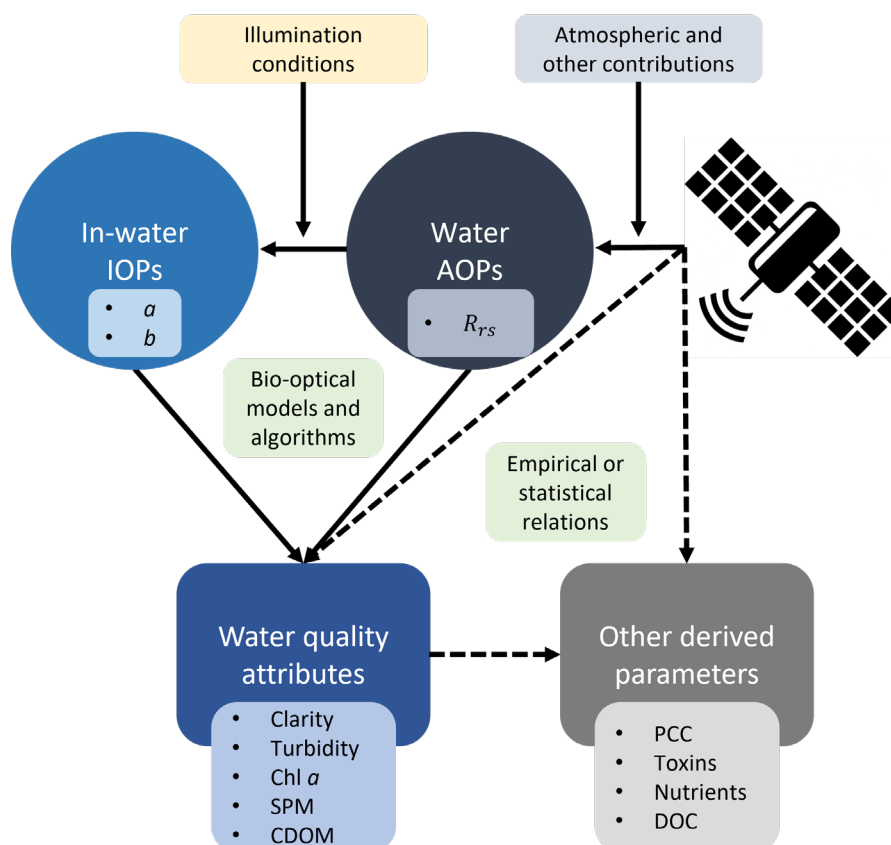 Illumination
conditions
Atmospheric and
other contributions
In-water
IOPs
• a
• b
Water
AOPs
• Rrs
Bio-optical
models and
algorithms
Empirical or
statistical
relations
Water quality
attributes
• Clarity
• Turbidity
• Chl a
• SPM
• CDOM
Other derived
parameters
• PCC
• Toxins
• Nutrients
• DOC